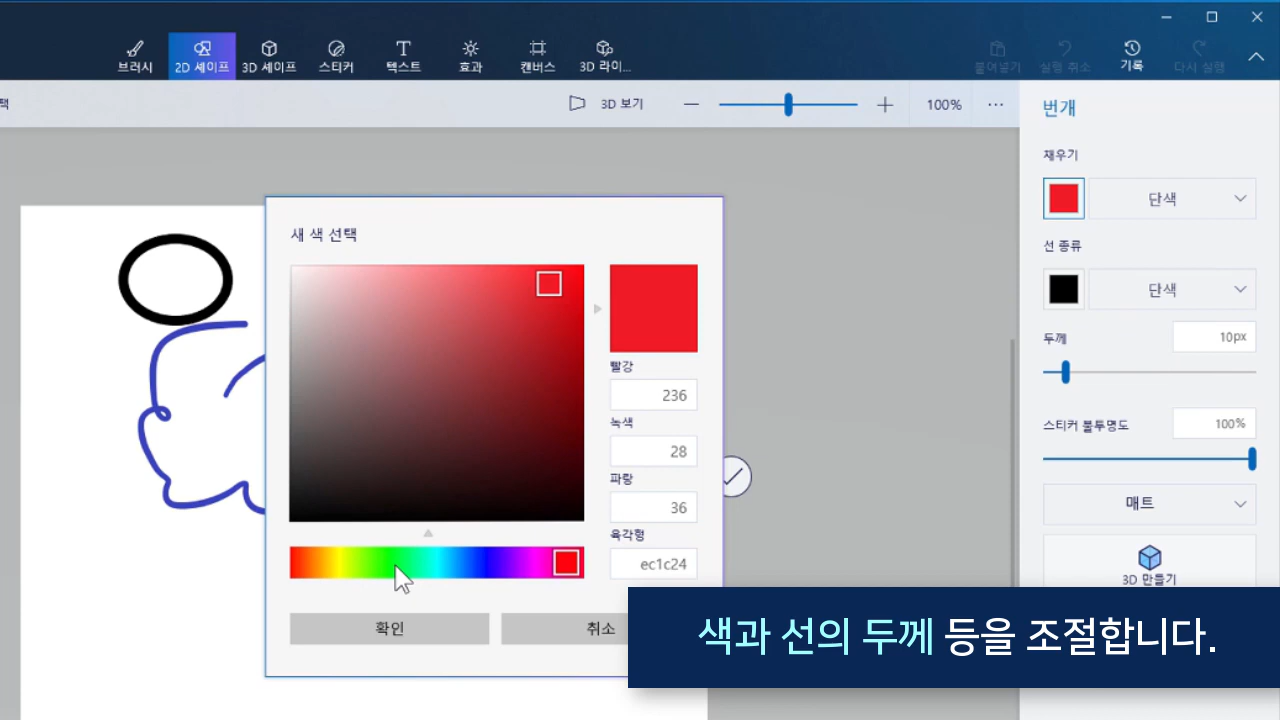 브러시
2D 셰이프
3D 셰이프
스티커
텍스트
효과
캔버스
3D 라이...
붙여넣기
실행 취소
기록
다시 실행
택
3D 보기
100%
번개
채우기
단색
선 종류
단색
두께
10px
스티커 불투명도
100%
매트
3D 만들기
새 색 선택
빨강
236
녹색
28
파랑
36
육각형
ec1c24
확인
취소
색과 선의 두께 등을 조절합니다.